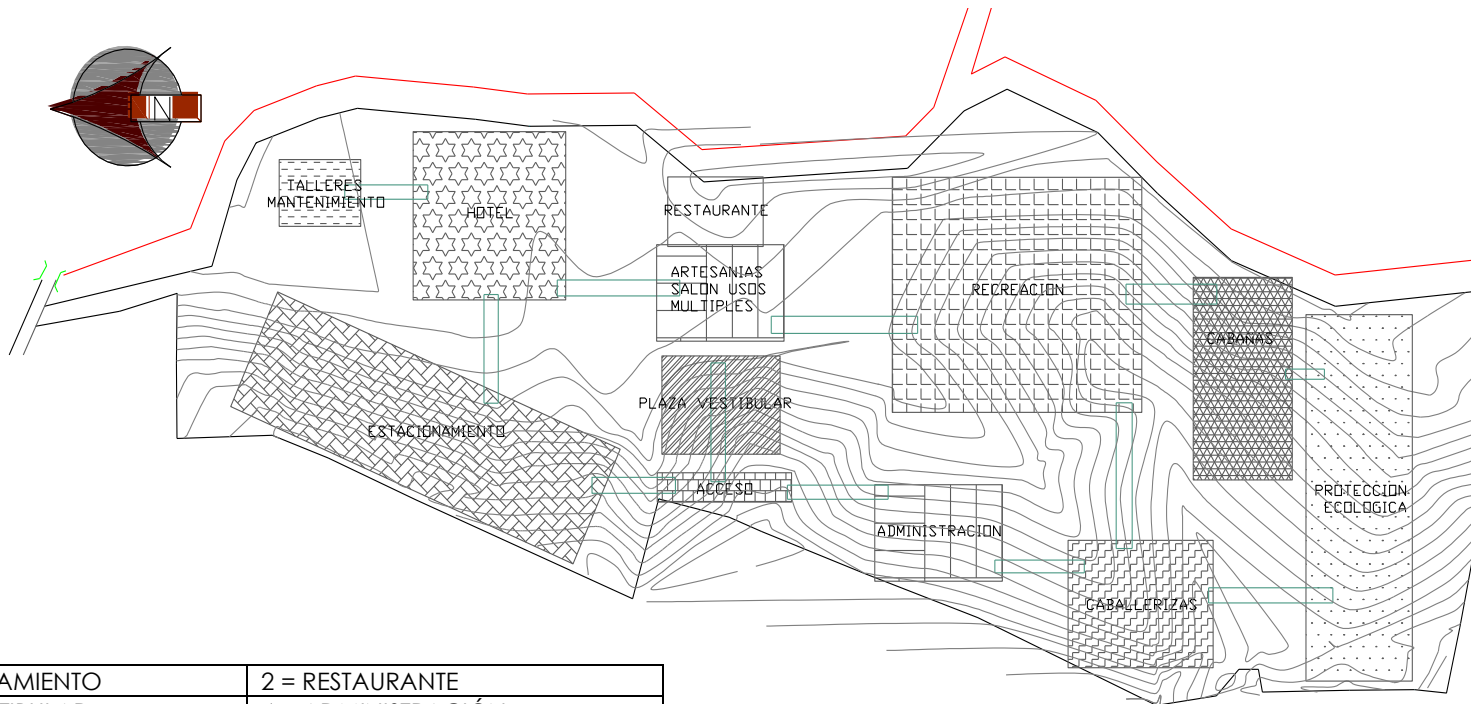 N
TALLERES
MANTENIMIENTO
HOTEL
RESTAURANTE
ARTESANIAS
SALON USOS
MULTIPLES
RECREACION
CABAÑAS
PLAZA VESTIBULAR
ESTACIONAMIENTO
ACCESO
ADMINISTRACION
PROTECCION
ECOLOGICA
CABALLERIZAS
AMIENTO
2 = RESTAURANTE